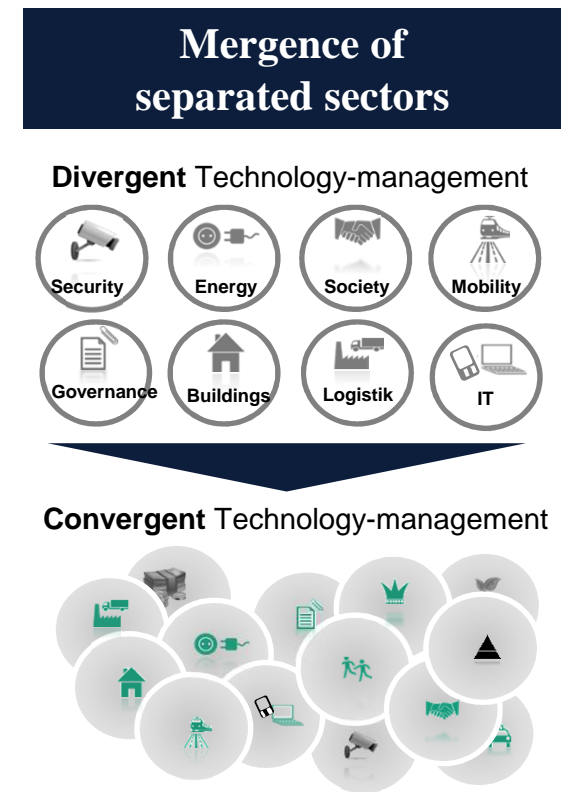 Mergence of
separated sectors
Divergent Technology-management
Security
Energy
Society
Mobility
Governance
Buildings
Logistik
IT
Convergent Technology-management